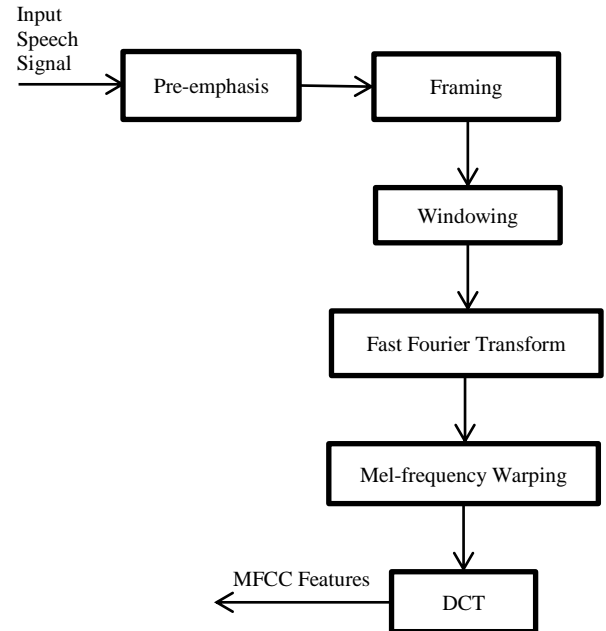 Input
Speech
Signal
Pre-emphasis
Framing
Windowing
Fast Fourier Transform
Mel-frequency Warping
MFCC Features
DCT